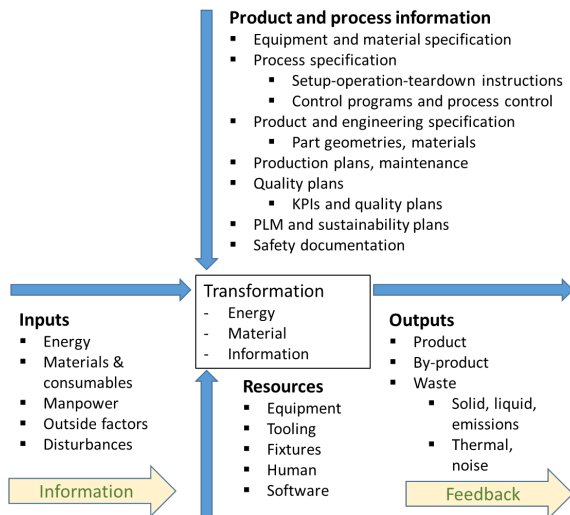 Product and process information
▪ Equipment and material specification
▪ Process specification
▪ Setup-operation-teardown instructions
▪ Control programs and process control
▪ Product and engineering specification
▪ Part geometries, materials
▪ Production plans, maintenance
▪ Quality plans
▪ KPIs and quality plans
▪ PLM and sustainability plans
▪ Safety documentation
Transformation
- Energy
- Material
- Information
Inputs
▪ Energy
▪ Materials &
consumables
▪ Manpower
▪ Outside factors
▪ Disturbances
Information
Resources
▪ Equipment
▪ Tooling
▪ Fixtures
▪ Human
▪ Software
Outputs
▪ Product
▪ By-product
▪ Waste
▪ Solid, liquid,
emissions
▪ Thermal,
noise
Feedback